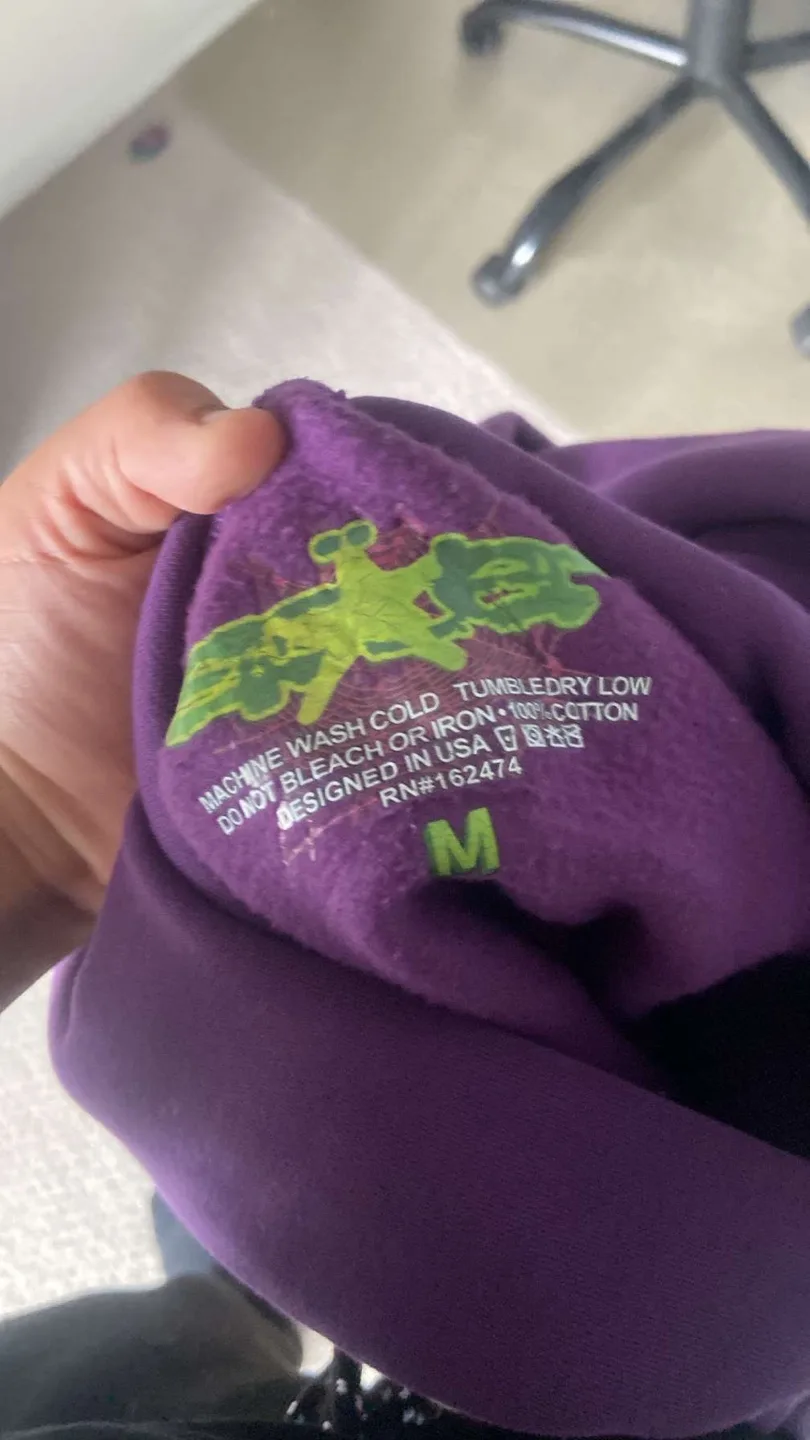 MACHINE WASH COLD TUMBLEDRY LOW
DO NOT BLEACH OR IRON • 100% COTTON
DESIGNED IN USA
RN#162474
M